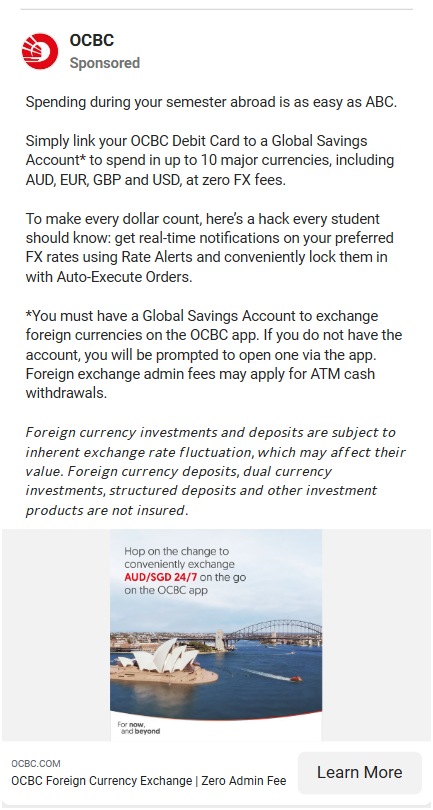 OCBC
Sponsored
Spending during your semester abroad is as easy as ABC.
Simply link your OCBC Debit Card to a Global Savings
Account* to spend in up to 10 major currencies, including
AUD, EUR, GBP and USD, at zero FX fees.
To make every dollar count, here’s a hack every student
should know: get real-time notifications on your preferred
FX rates using Rate Alerts and conveniently lock them in
with Auto-Execute Orders.
*You must have a Global Savings Account to exchange
foreign currencies on the OCBC app. If you do not have the
account, you will be prompted to open one via the app.
Foreign exchange admin fees may apply for ATM cash
withdrawals.
Foreign currency investments and deposits are subject to
inherent exchange rate fluctuation, which may affect their
value. Foreign currency deposits, dual currency
investments, structured deposits and other investment
products are not insured.
Hop on the change to
conveniently exchange
AUD/SGD 24/7 on the go
on the OCBC app
For now,
and beyond
OCBC.COM
OCBC Foreign Currency Exchange | Zero Admin Fee
Learn More